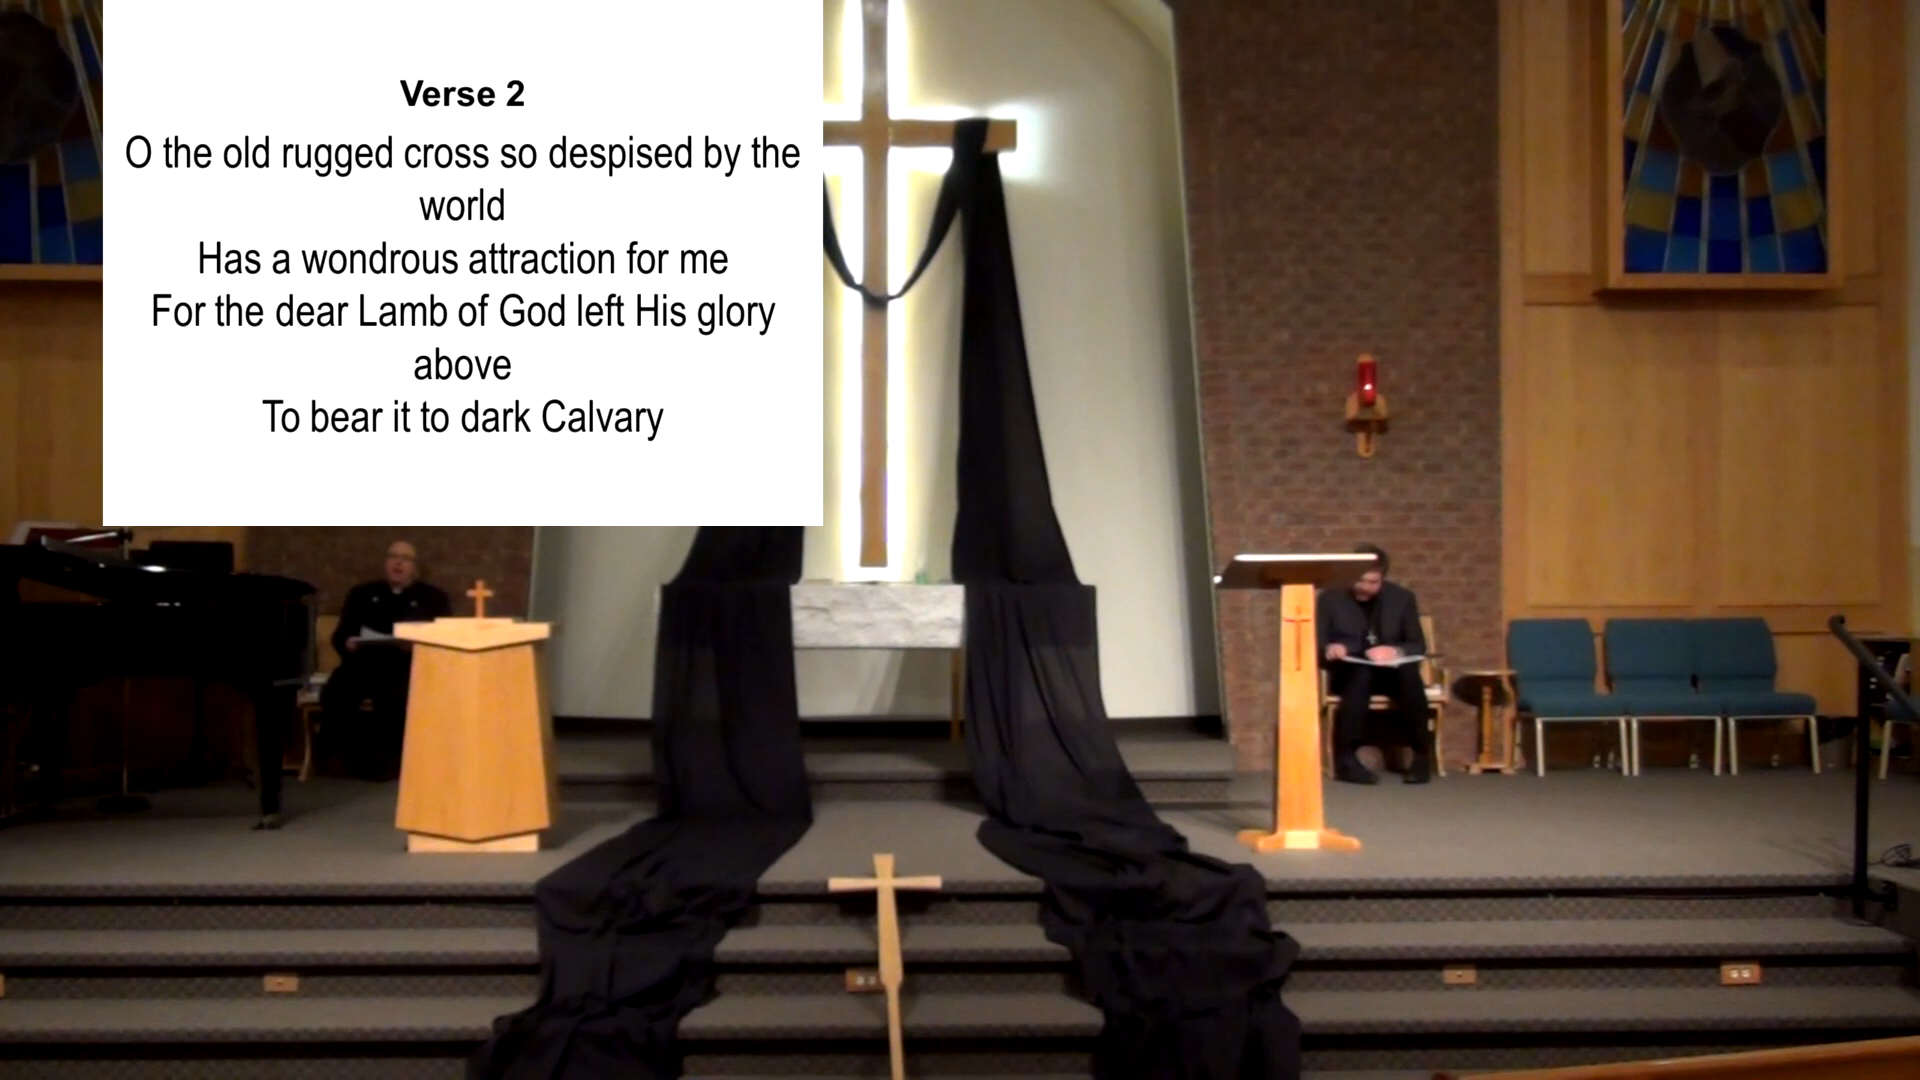 Verse 2
O the old rugged cross so despised by the
world
Has a wondrous attraction for me
For the dear Lamb of God left His glory
above
To bear it to dark Calvary